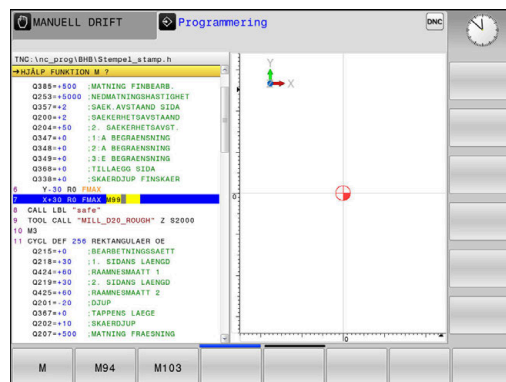 MANUELL DRIFT
Programmering
DNC
TNC:\nc_prog\BHB\Stempel_stamp.h
→HJÄLP FUNKTION M ?
Q385=+500 ;MATNING FINBEARB.
Q253=+5000 ;NEDMATNINGSHASTIGHET
Q357=+2 ;SAEK.AVSTAAND SIDA
Q200=+2 ;SAEKERHETSAVSTAAND
Q204=+50 ;2. SAEKERHETSAVST.
Q347=+0 ;1:A BEGRAENSNING
Q348=+0 ;2:A BEGRAENSNING
Q349=+0 ;3:E BEGRAENSNING
Q368=+0 ;TILLAEGG SIDA
Q338=+0 ;SKAERDJUP FINSKAER
6 Y-30 R0 FMAX
7 X+30 R0 FMAX M99
8 CALL LBL "safe"
9 TOOL CALL "MILL_D20_ROUGH" Z S2000
10 M3
11 CYCL DEF 256 REKTANGULAER OE
Q215=+0 ;BEARBETNINGSSAETT
Q218=+30 ;1. SIDANS LAENGD
Q424=+60 ;RAAMNESMAATT 1
Q219=+30 ;2. SIDANS LAENGD
Q425=+60 ;RAAMNESMAATT 2
Q201=-20 ;DJUP
Q367=+0 ;TAPPENS LAEGE
Q202=+10 ;SKAERDJUP
Q207=+500 ;MATNING FRAESNING
Y
X
0
0
M
M94
M103